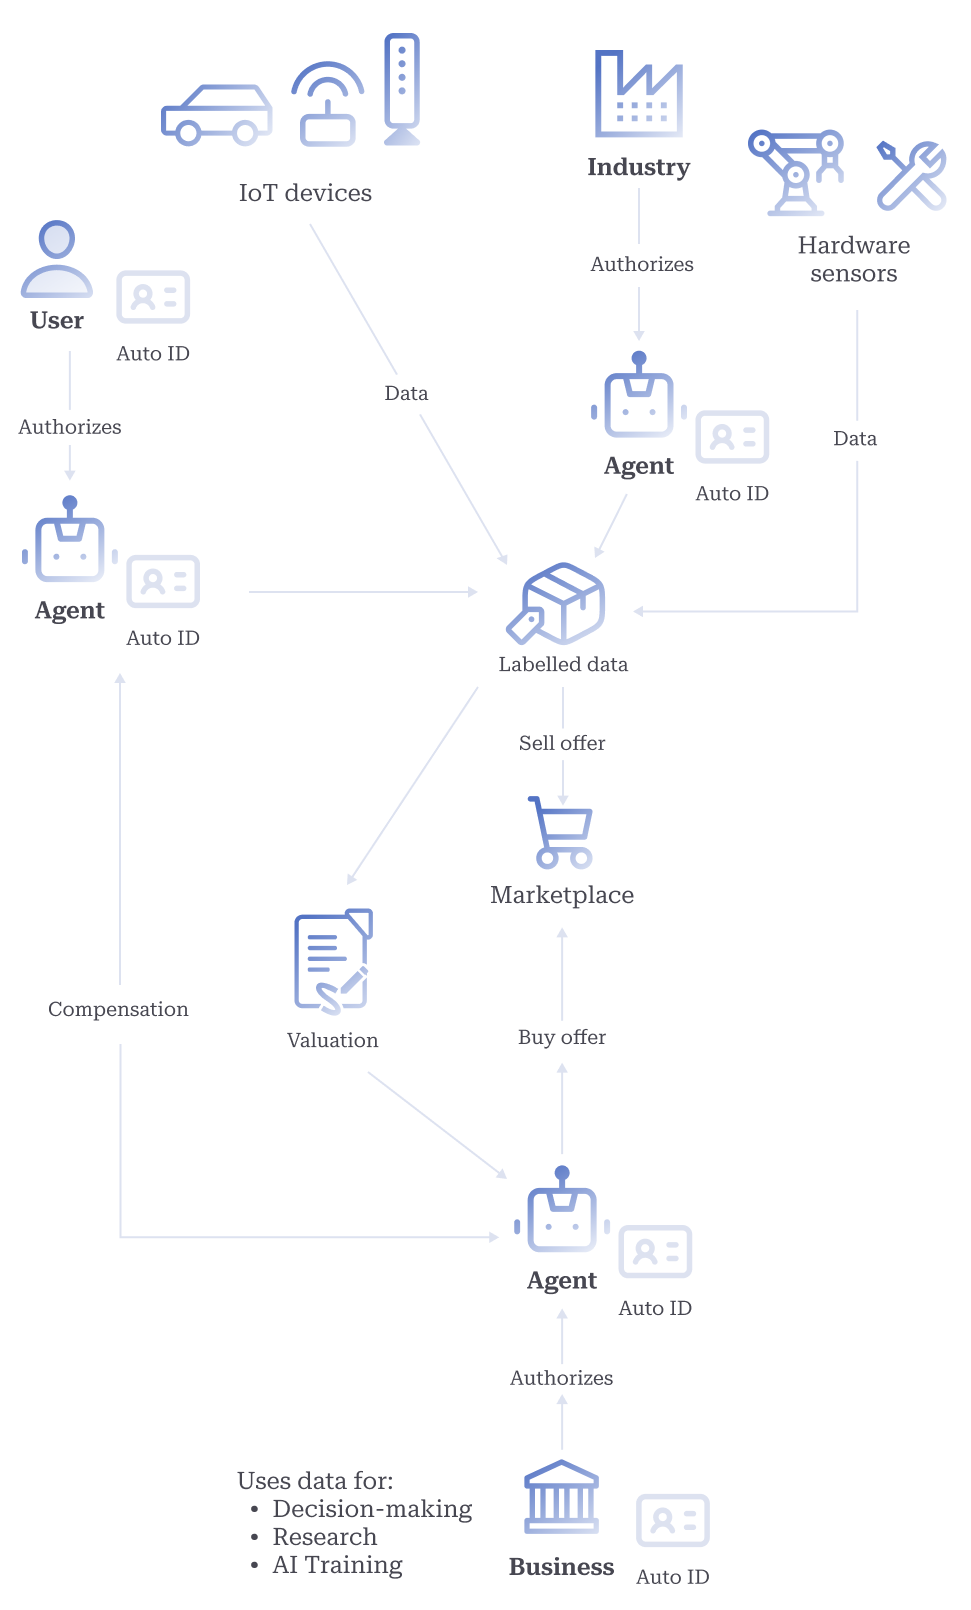 IoT devices
Industry
Hardware
sensors
Authorizes
User
Auto ID
Data
Authorizes
Data
Agent
Auto ID
Agent
Auto ID
Labelled data
Sell offer
Marketplace
Compensation
Valuation
Buy offer
Agent
Auto ID
Authorizes
Uses data for:
• Decision-making
• Research
• AI Training
Business
Auto ID